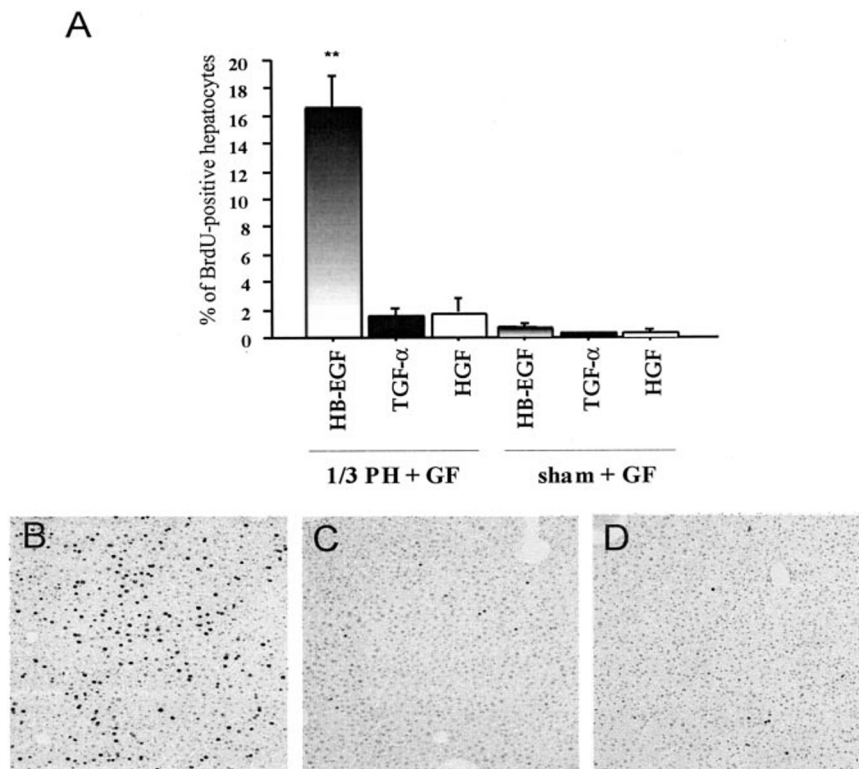 A
**
% of BrdU-positive hepatocytes
20
18
16
14
12
10
8
6
4
2
0
HB-EGF
TGF-α
HGF
HB-EGF
TGF-α
HGF
1/3 PH + GF
sham + GF
B
C
D